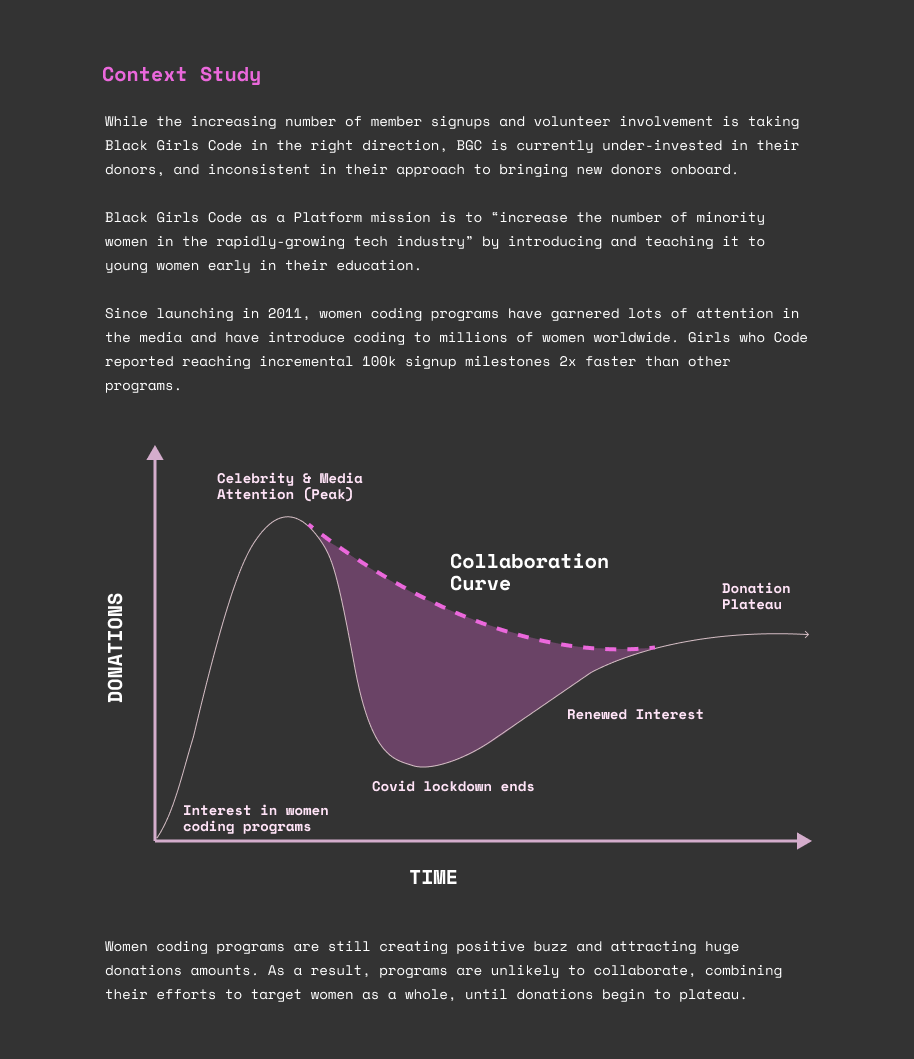 Context Study
While the increasing number of member signups and volunteer involvement is taking
Black Girls Code in the right direction, BGC is currently under-invested in their
donors, and inconsistent in their approach to bringing new donors onboard.
Black Girls Code as a Platform mission is to “increase the number of minority
women in the rapidly-growing tech industry” by introducing and teaching it to
young women early in their education.
Since launching in 2011, women coding programs have garnered lots of attention in
the media and have introduce coding to millions of women worldwide. Girls who Code
reported reaching incremental 100k signup milestones 2x faster than other
programs.
Celebrity & Media
Attention (Peak)
Collaboration
Curve
Donation
Plateau
DONATIONS
Renewed Interest
Covid lockdown ends
Interest in women
coding programs
TIME
Women coding programs are still creating positive buzz and attracting huge
donations amounts. As a result, programs are unlikely to collaborate, combining
their efforts to target women as a whole, until donations begin to plateau.